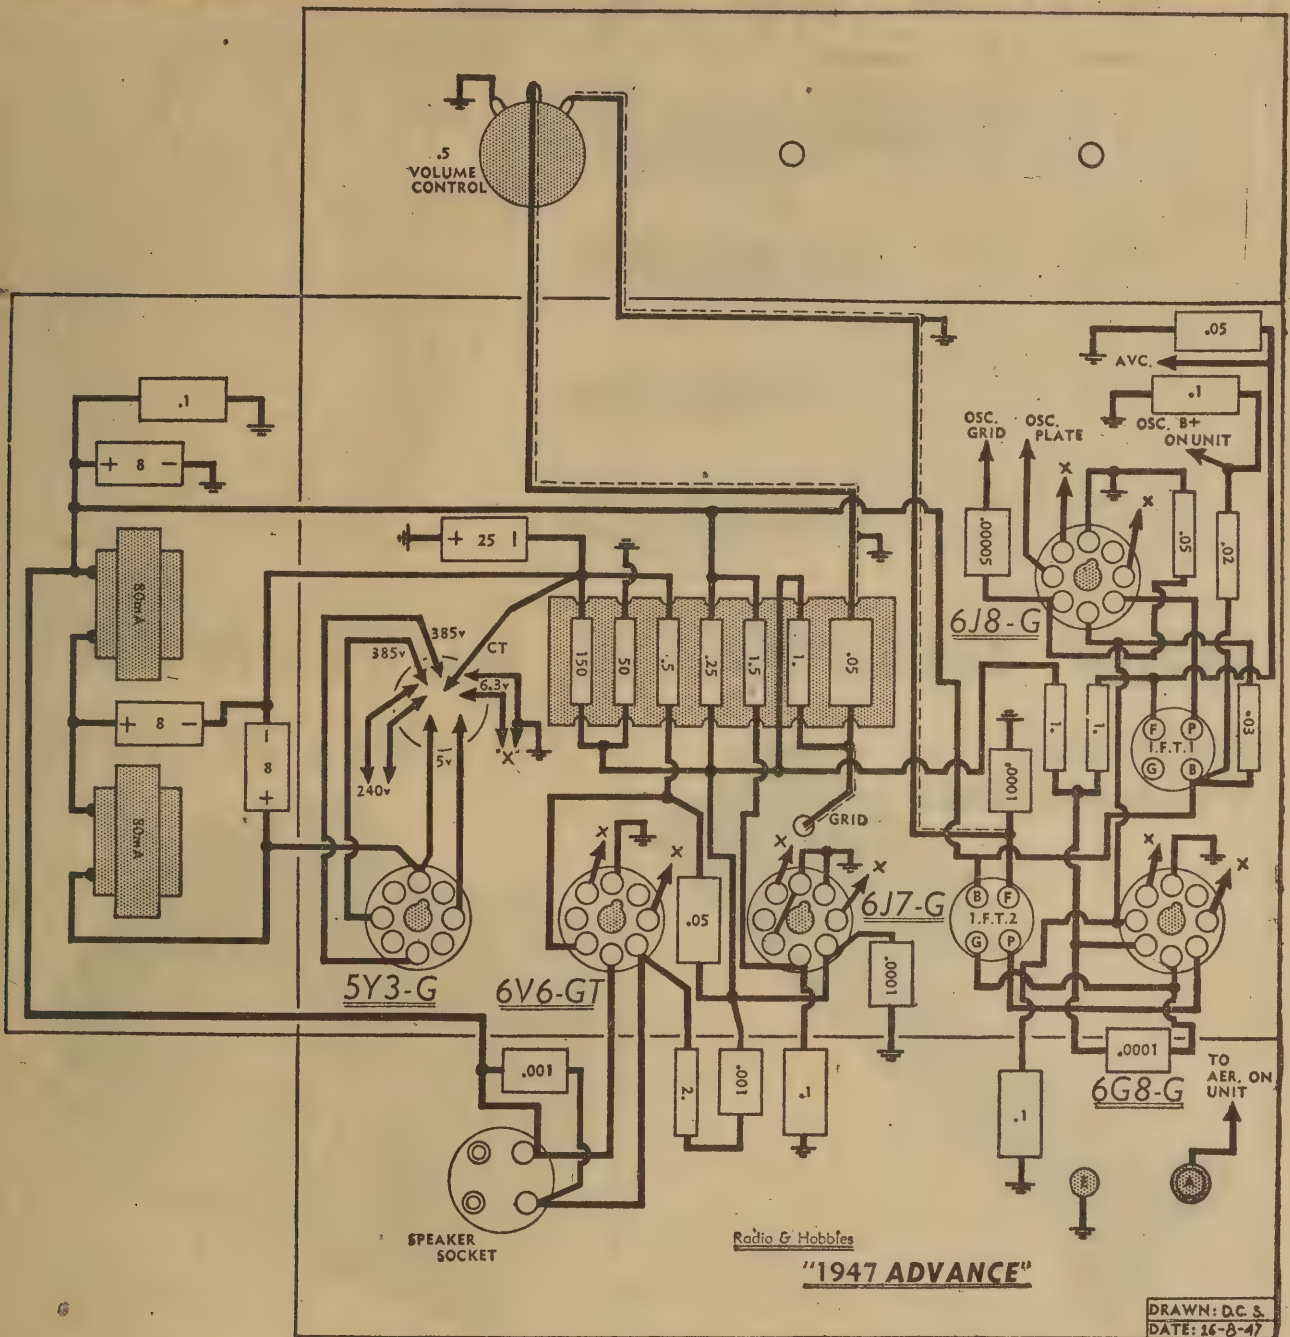 .5
VOLUME
CONTROL
.05
AVC.
.1
OSC. B+
ON UNIT
OSC.
GRID
OSC.
PLATE
X
X
.00005
.05
.02
6J8-G
.1
+ 8 -
80mA
+ 8 -
- 8 +
80mA
+ 25 -
385v
385v
CT
6.3v
5v
240v
"X"
150
50
.5
.25
1.5
1.
.05
1.
1.
F P
I.F.T.1
G B
.03
.0001
GRID
X
X
5Y3-G
X
X
6V6-GT
.05
6J7-G
.0001
B F
I.F.T.2
G P
X
X
6G8-G
.0001
.001
2.
.001
.1
.1
TO
AER. ON
UNIT
E
A
SPEAKER
SOCKET
Radio & Hobbies
"1947 ADVANCE"
DRAWN: D.C.S.
DATE: 16-8-47